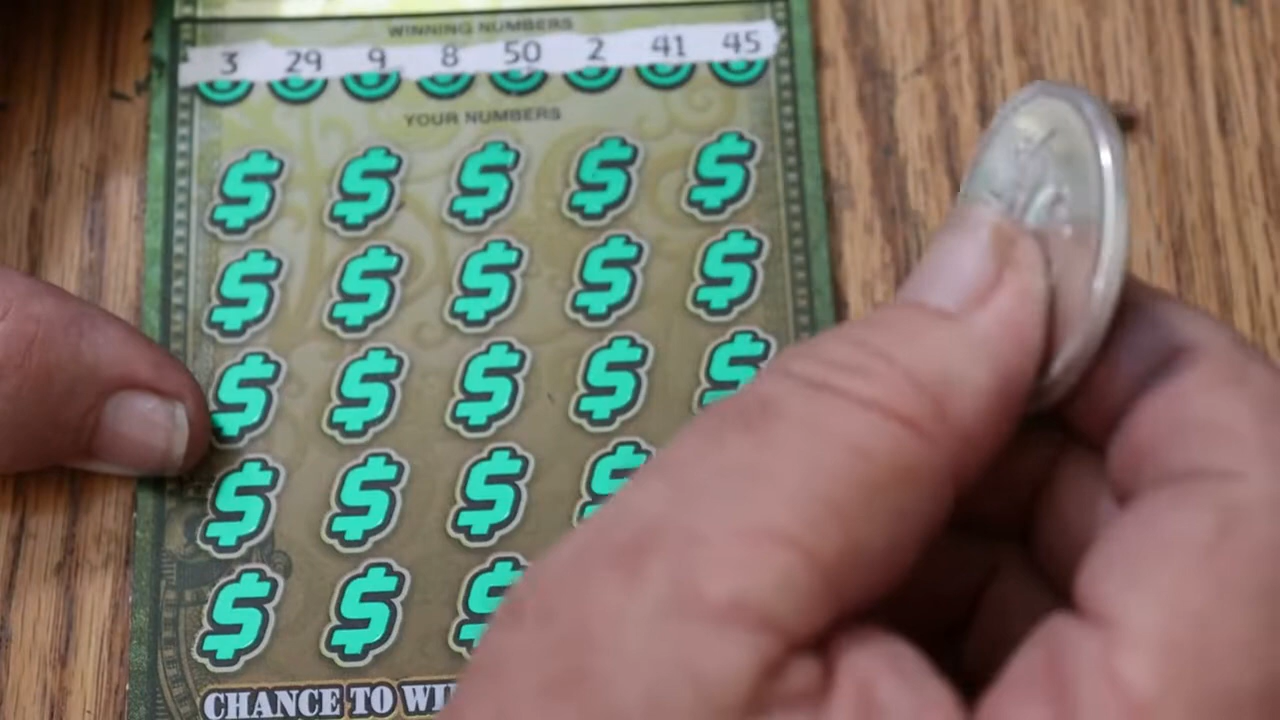 WINNING NUMBERS
3 29 9 8 50 2 41 45
YOUR NUMBERS
$ $ $ $ $
$ $ $ $ $
$ $ $ $ $
$ $ $ $
$ $ $
CHANCE TO WI